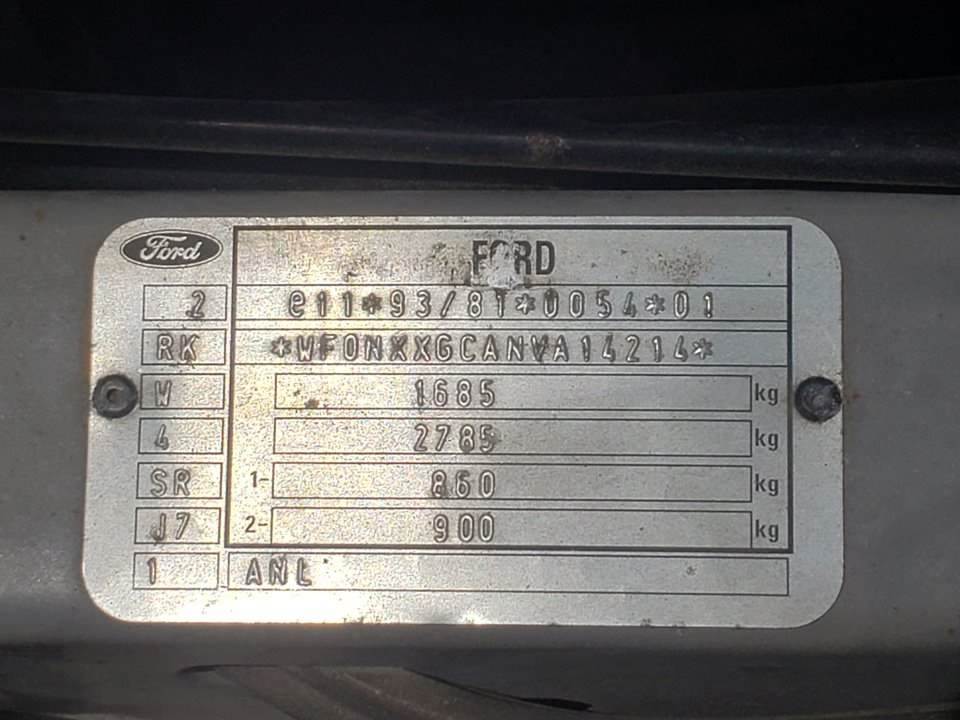 Ford
FORD
2 e11*93/81*0054*01
RK *WF0NXXGCANVA14214*
W 1685 kg
4 2785 kg
SR 1- 860 kg
J7 2- 900 kg
1 ANL